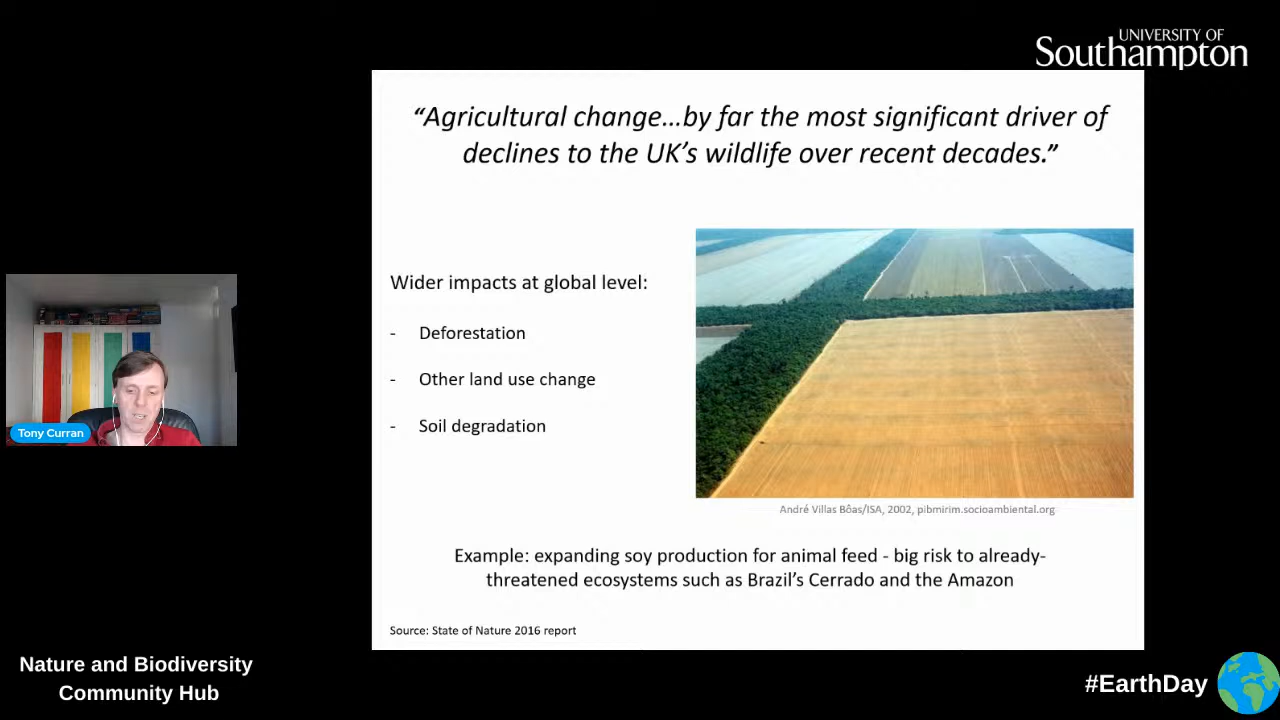 UNIVERSITY OF
Southampton
“Agricultural change…by far the most significant driver of
declines to the UK’s wildlife over recent decades.”
Wider impacts at global level:
- Deforestation
- Other land use change
- Soil degradation
André Villas Bôas/ISA, 2002, pibmirim.socioambiental.org
Example: expanding soy production for animal feed - big risk to already-
threatened ecosystems such as Brazil’s Cerrado and the Amazon
Source: State of Nature 2016 report
Tony Curran
Nature and Biodiversity
Community Hub
#EarthDay